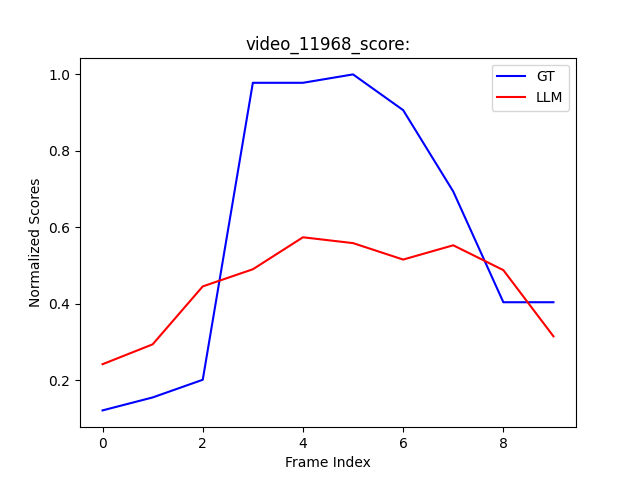 video_11968_score:
GT
LLM
Normalized Scores
1.0
0.8
0.6
0.4
0.2
0 2 4 6 8
Frame Index